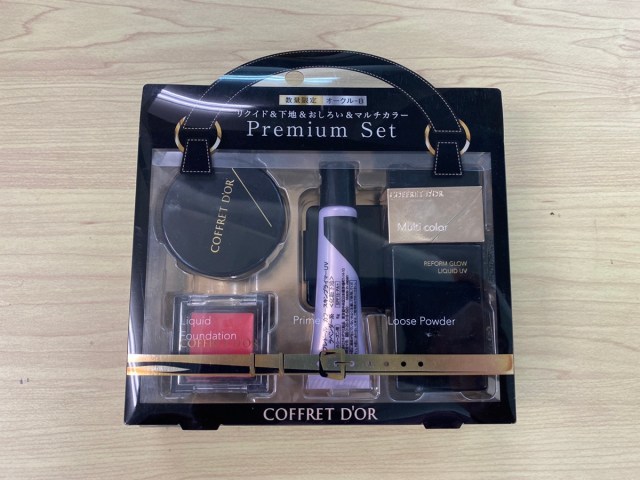 数量限定 オークル・B
リクイド&下地&おしろい&マルチカラー
Premium Set
COFFRET D'OR
COFFRET D'OR
Multi color
REFORM GLOW
LIQUID UV
Liquid
Foundation
Prime
Loose Powder
COFFRET D'OR